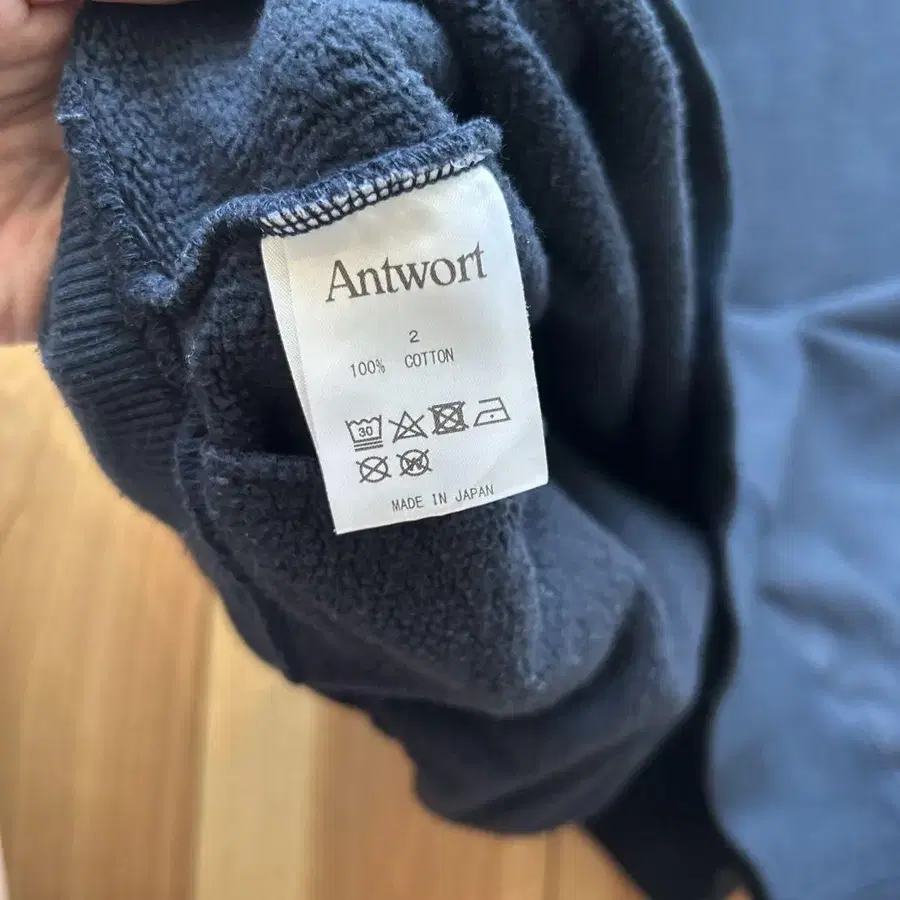 Antwort
2
100% COTTON
30
W
MADE IN JAPAN